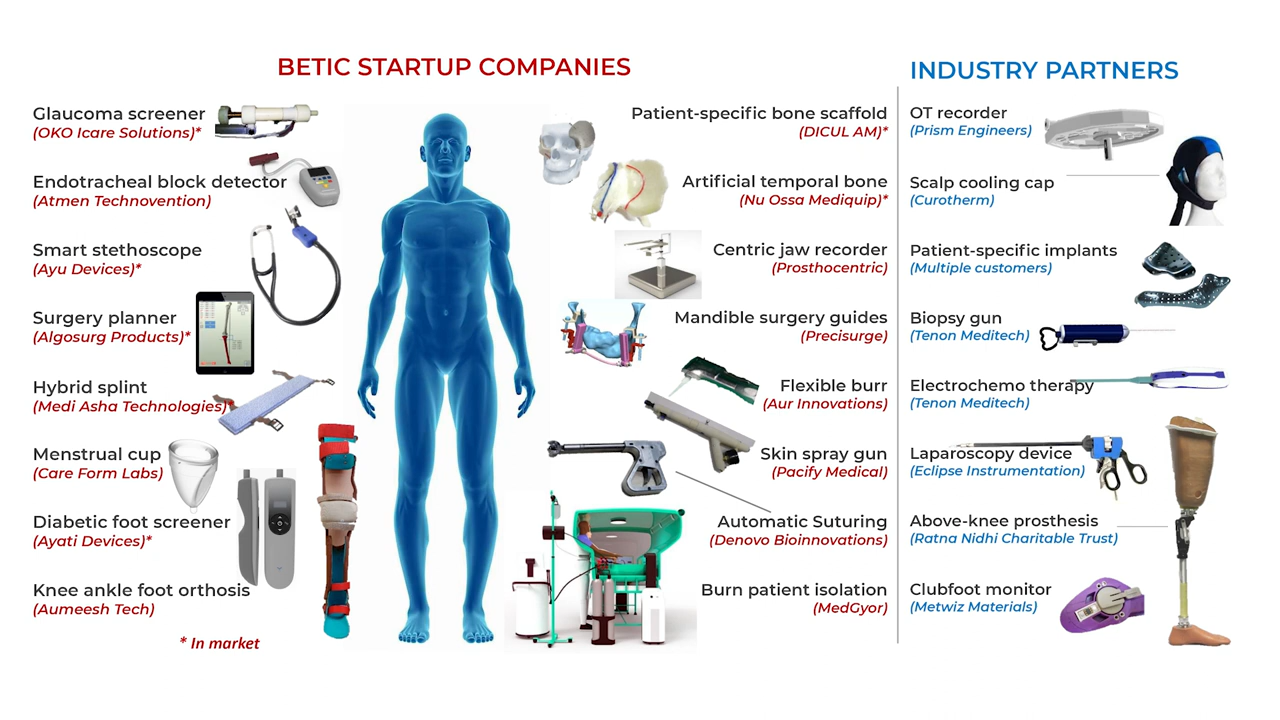 BETIC STARTUP COMPANIES
Glaucoma screener
(OKO Icare Solutions)*
Endotracheal block detector
(Atmen Technovention)
Smart stethoscope
(Ayu Devices)*
Surgery planner
(Algosurg Products)*
Hybrid splint
(Medi Asha Technologies)*
Menstrual cup
(Care Form Labs)
Diabetic foot screener
(Ayati Devices)*
Knee ankle foot orthosis
(Aumeesh Tech)
* In market
Patient-specific bone scaffold
(DICUL AM)*
Artificial temporal bone
(Nu Ossa Mediquip)*
Centric jaw recorder
(Prosthocentric)
Mandible surgery guides
(Precisurge)
Flexible burr
(Aur Innovations)
Skin spray gun
(Pacify Medical)
Automatic Suturing
(Denovo Bioinnovations)
Burn patient isolation
(MedGyor)
INDUSTRY PARTNERS
OT recorder
(Prism Engineers)
Scalp cooling cap
(Curotherm)
Patient-specific implants
(Multiple customers)
Biopsy gun
(Tenon Meditech)
Electrochemo therapy
(Tenon Meditech)
Laparoscopy device
(Eclipse Instrumentation)
Above-knee prosthesis
(Ratna Nidhi Charitable Trust)
Clubfoot monitor
(Metwiz Materials)